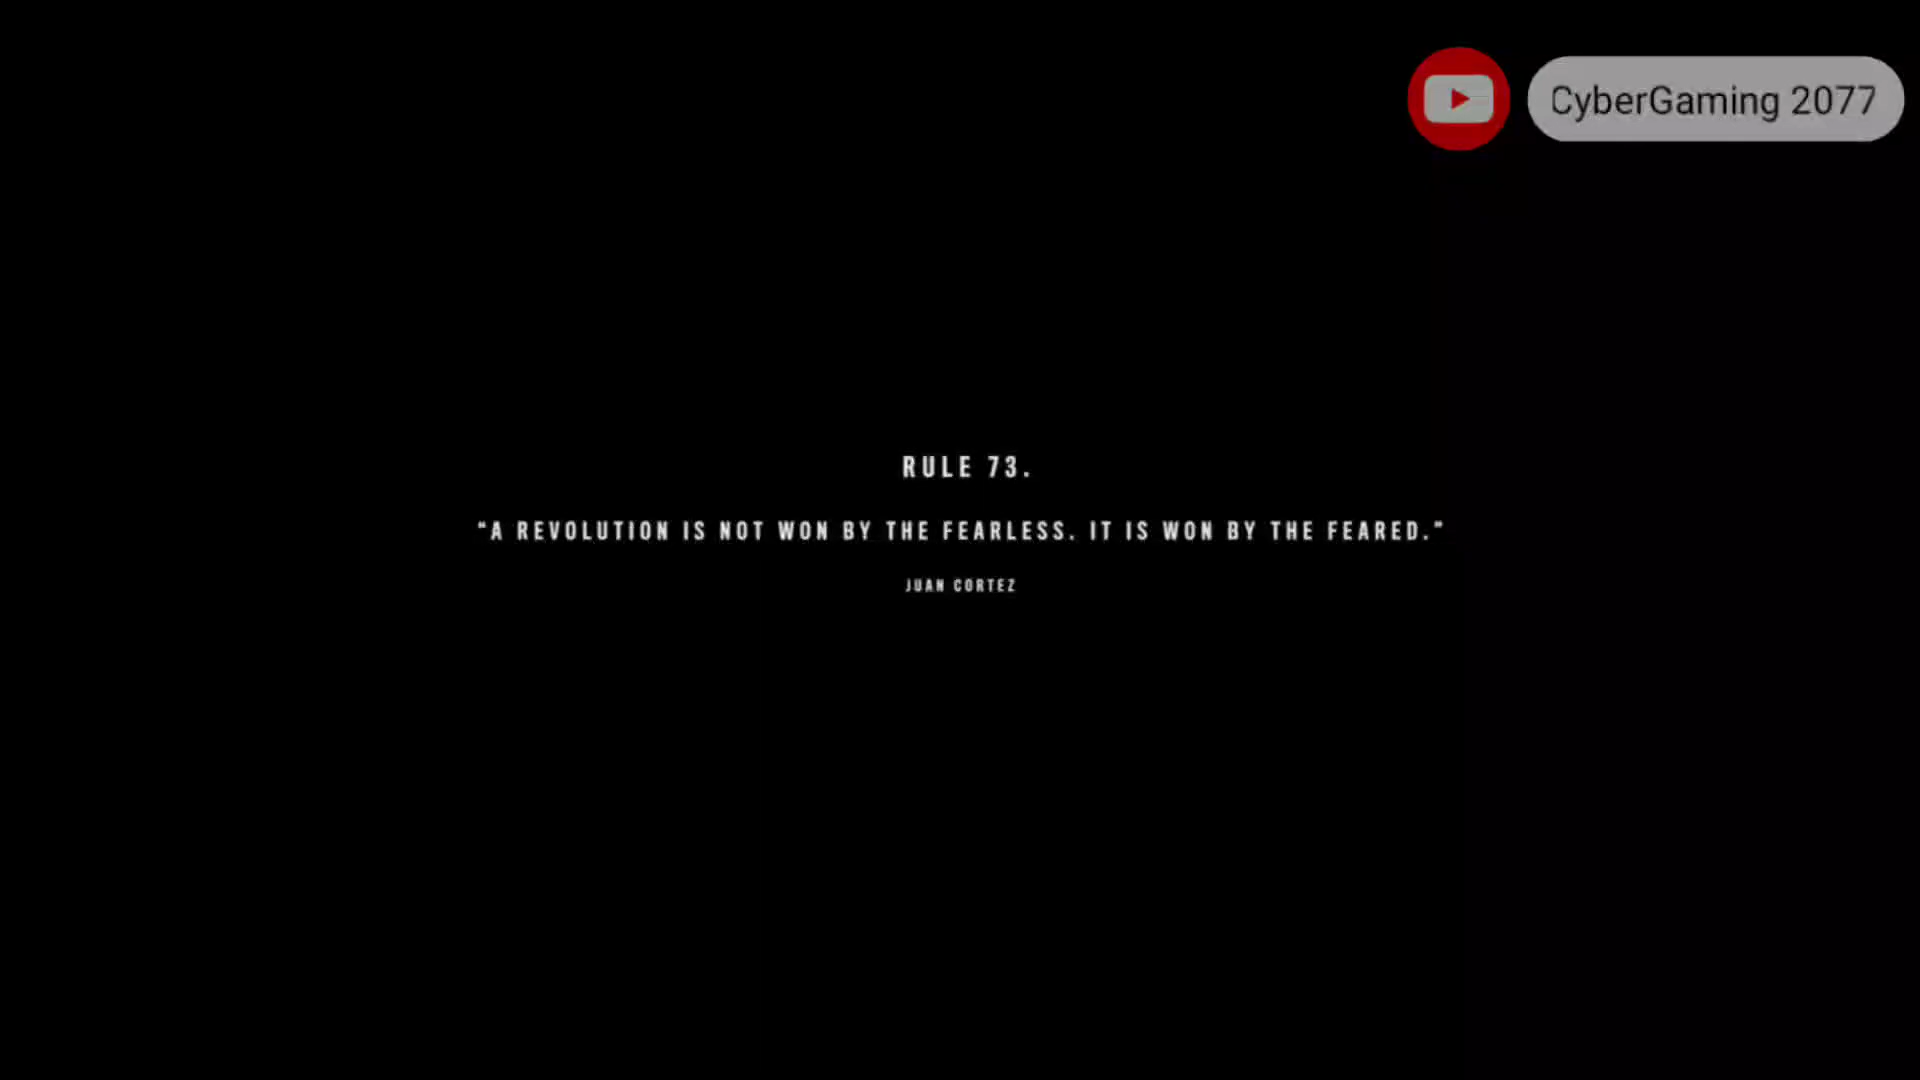 CyberGaming 2077
RULE 73.
“A REVOLUTION IS NOT WON BY THE FEARLESS. IT IS WON BY THE FEARED.”
JUAN CORTEZ